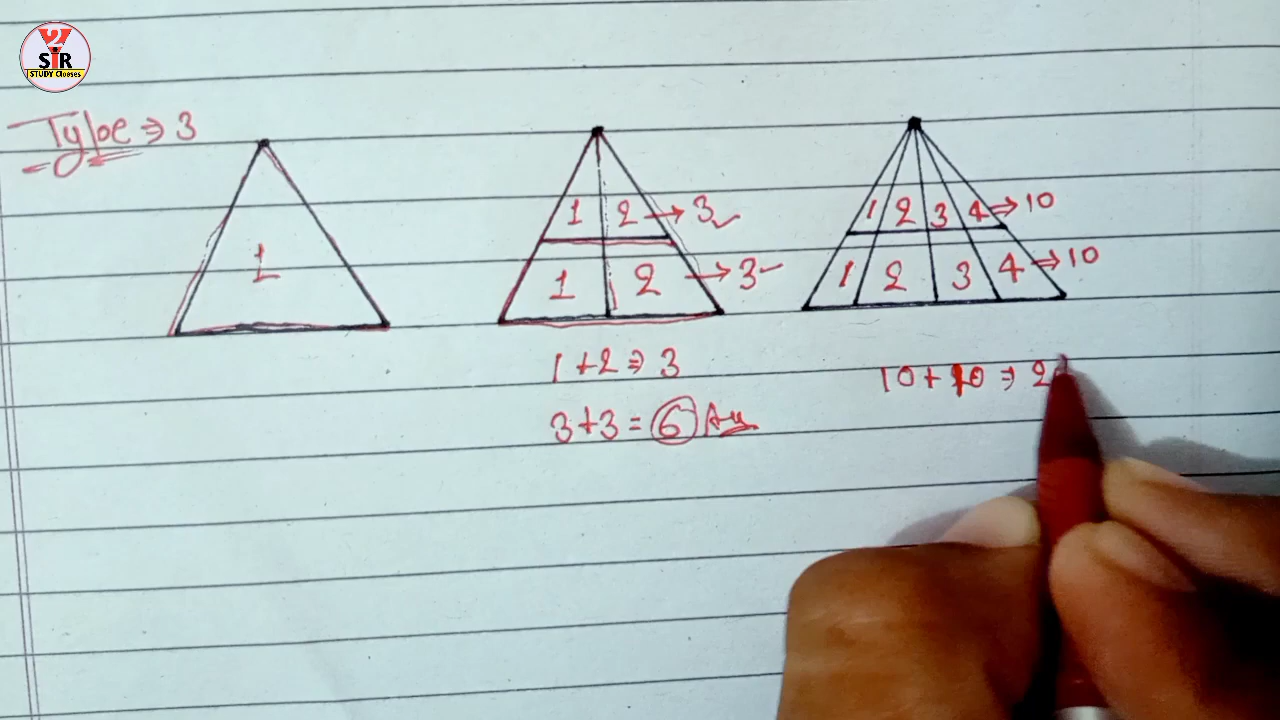 2
SIR
STUDY Classes
Type ⇒ 3
1
1 2 → 3 ✓
1 2 → 3
1+2 ⇒ 3
3+3 = 6 Ans
1 2 3 4 ⇒ 10
1 2 3 4 ⇒ 10
10+10 ⇒ 2